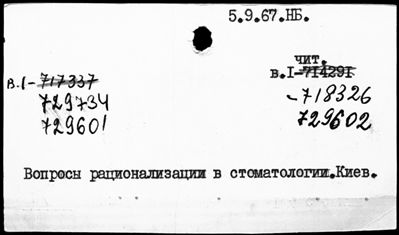 5.9.67.НБ.
чит.
в.I-717337
в.I-714291
729734
-718326
729601
729602
Вопросы рационализации в стоматологии.Киев.